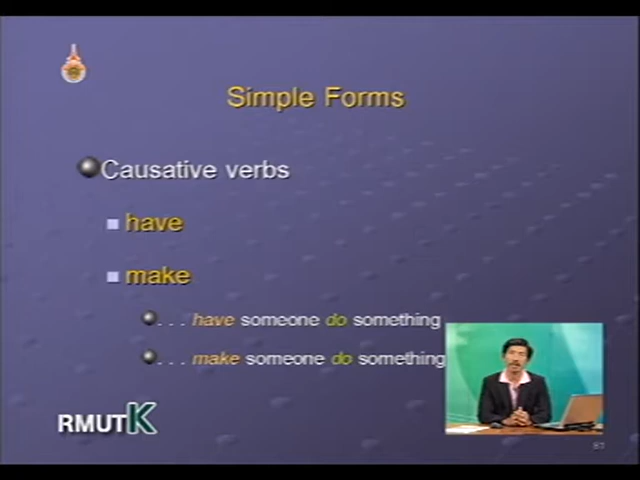 Simple Forms
Causative verbs
have
make
. . . have someone do something
. . . make someone do something
RMUTK